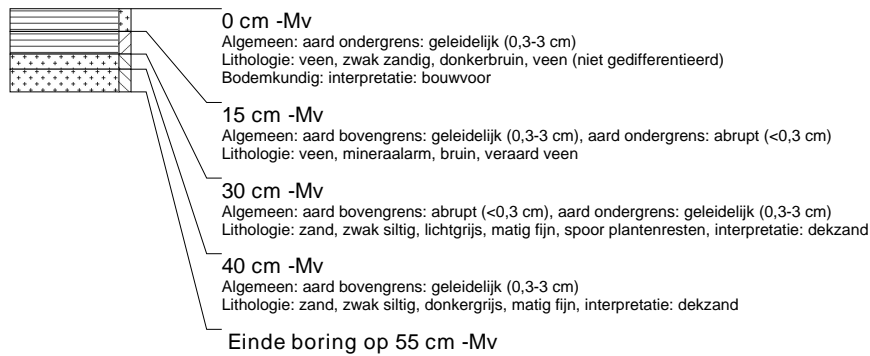 0 cm -Mv
Algemeen: aard ondergrens: geleidelijk (0,3-3 cm)
Lithologie: veen, zwak zandig, donkerbruin, veen (niet gedifferentieerd)
Bodemkundig: interpretatie: bouwvoor
15 cm -Mv
Algemeen: aard bovengrens: geleidelijk (0,3-3 cm), aard ondergrens: abrupt (<0,3 cm)
Lithologie: veen, mineraalarm, bruin, veraard veen
30 cm -Mv
Algemeen: aard bovengrens: abrupt (<0,3 cm), aard ondergrens: geleidelijk (0,3-3 cm)
Lithologie: zand, zwak siltig, lichtgrijs, matig fijn, spoor plantenresten, interpretatie: dekzand
40 cm -Mv
Algemeen: aard bovengrens: geleidelijk (0,3-3 cm)
Lithologie: zand, zwak siltig, donkergrijs, matig fijn, interpretatie: dekzand
Einde boring op 55 cm -Mv